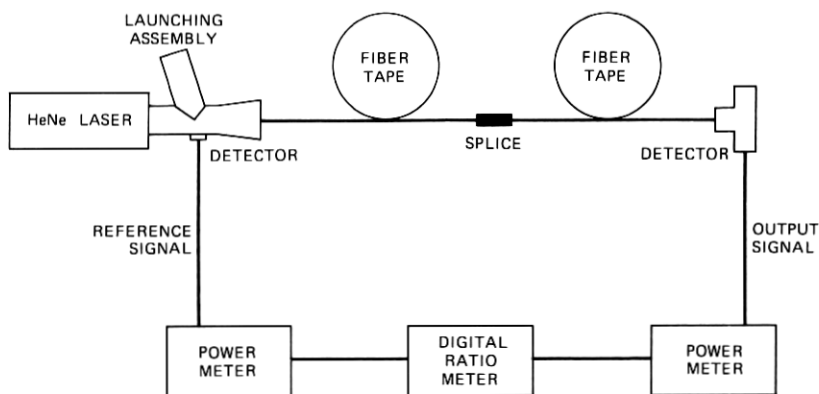 LAUNCHING
ASSEMBLY
FIBER
TAPE
FIBER
TAPE
HeNe LASER
SPLICE
DETECTOR
DETECTOR
REFERENCE
SIGNAL
OUTPUT
SIGNAL
POWER
METER
DIGITAL
RATIO
METER
POWER
METER